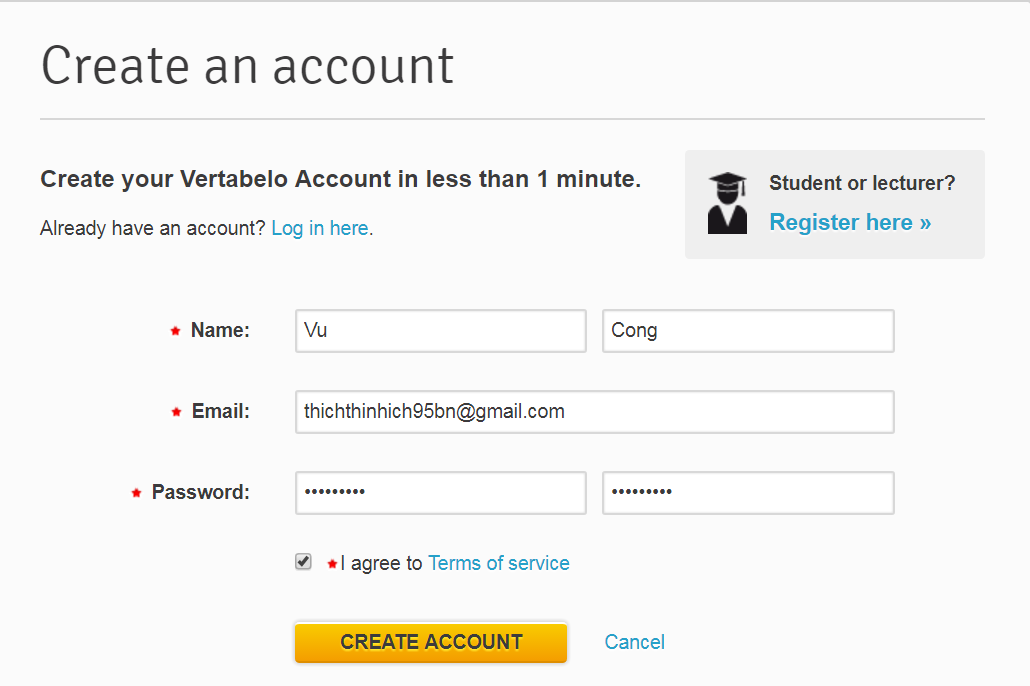 Create an account
Create your Vertabelo Account in less than 1 minute.
Already have an account? Log in here.
Student or lecturer?
Register here »
* Name: Vu Cong
* Email: thichthinhich95bn@gmail.com
* Password: ••••••••• •••••••••
*I agree to Terms of service
CREATE ACCOUNT Cancel